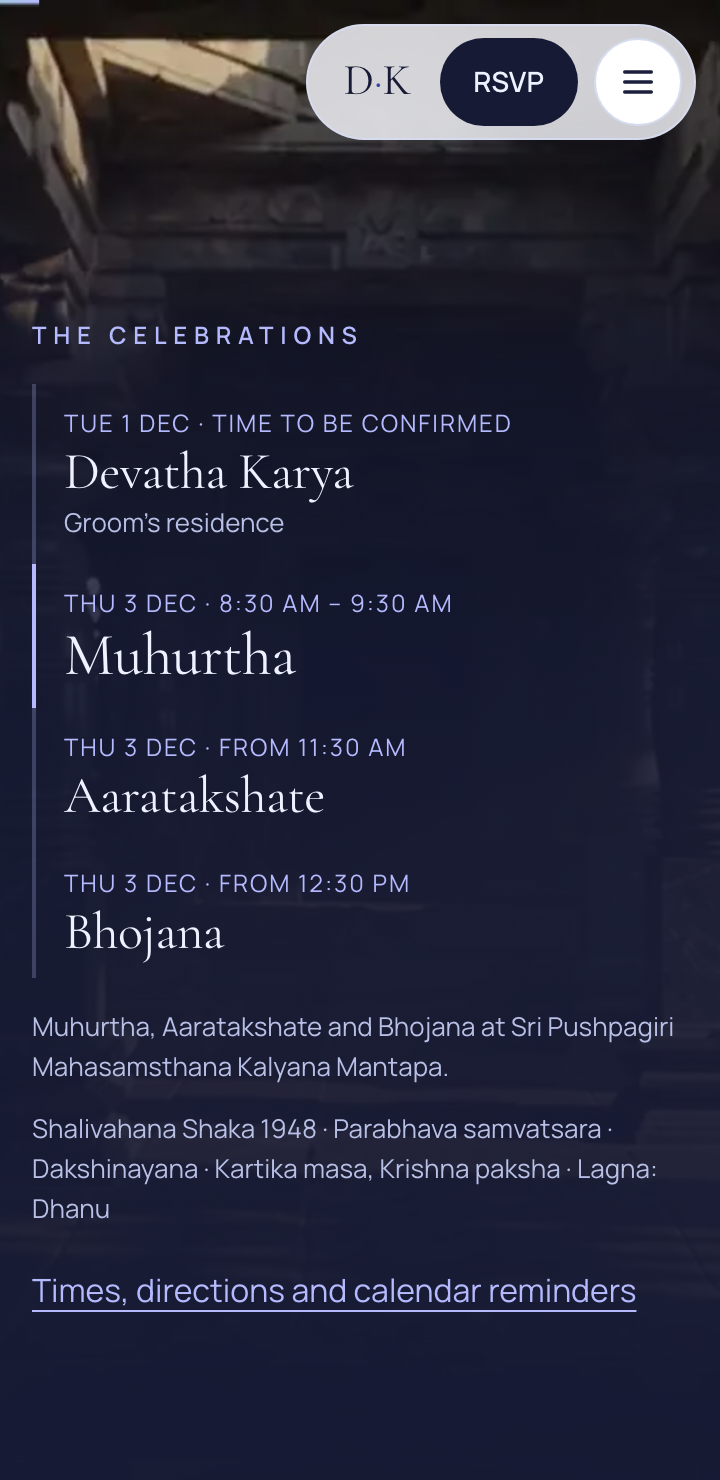 D·K
RSVP
THE CELEBRATIONS
TUE 1 DEC · TIME TO BE CONFIRMED
Devatha Karya
Groom's residence
THU 3 DEC · 8:30 AM – 9:30 AM
Muhurtha
THU 3 DEC · FROM 11:30 AM
Aaratakshate
THU 3 DEC · FROM 12:30 PM
Bhojana
Muhurtha, Aaratakshate and Bhojana at Sri Pushpagiri
Mahasamsthana Kalyana Mantapa.
Shalivahana Shaka 1948 · Parabhava samvatsara ·
Dakshinayana · Kartika masa, Krishna paksha · Lagna:
Dhanu
Times, directions and calendar reminders